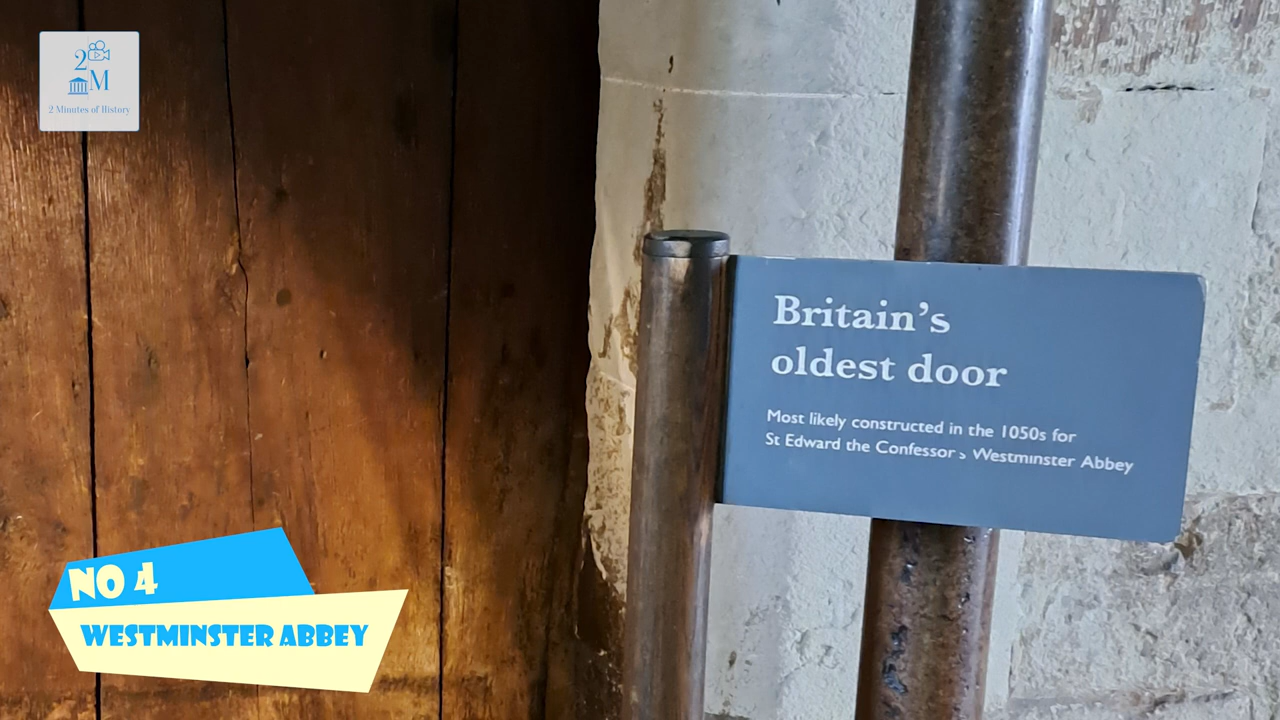 2
M
2 Minutes of History
Britain's
oldest door
Most likely constructed in the 1050s for
St Edward the Confessor's Westminster Abbey
NO 4
WESTMINSTER ABBEY